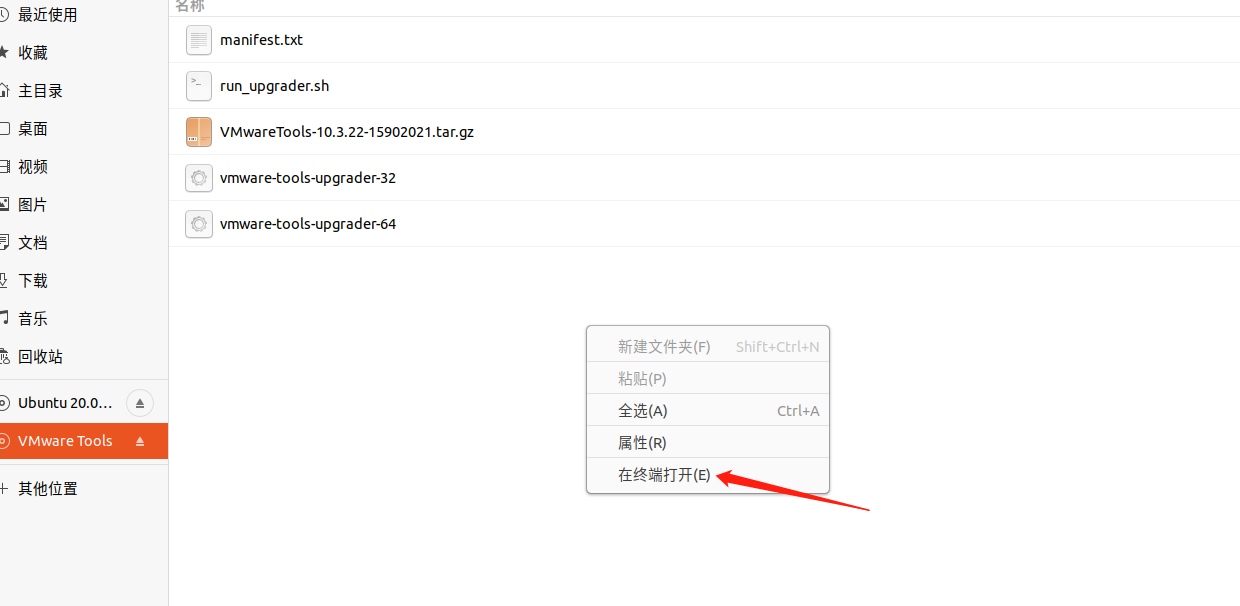 最近使用
收藏
主目录
桌面
视频
图片
文档
下载
音乐
回收站
Ubuntu 20.0...
VMware Tools
其他位置
名称
manifest.txt
>_
run_upgrader.sh
VMwareTools-10.3.22-15902021.tar.gz
vmware-tools-upgrader-32
vmware-tools-upgrader-64
新建文件夹(F) Shift+Ctrl+N
粘贴(P)
全选(A) Ctrl+A
属性(R)
在终端打开(E)